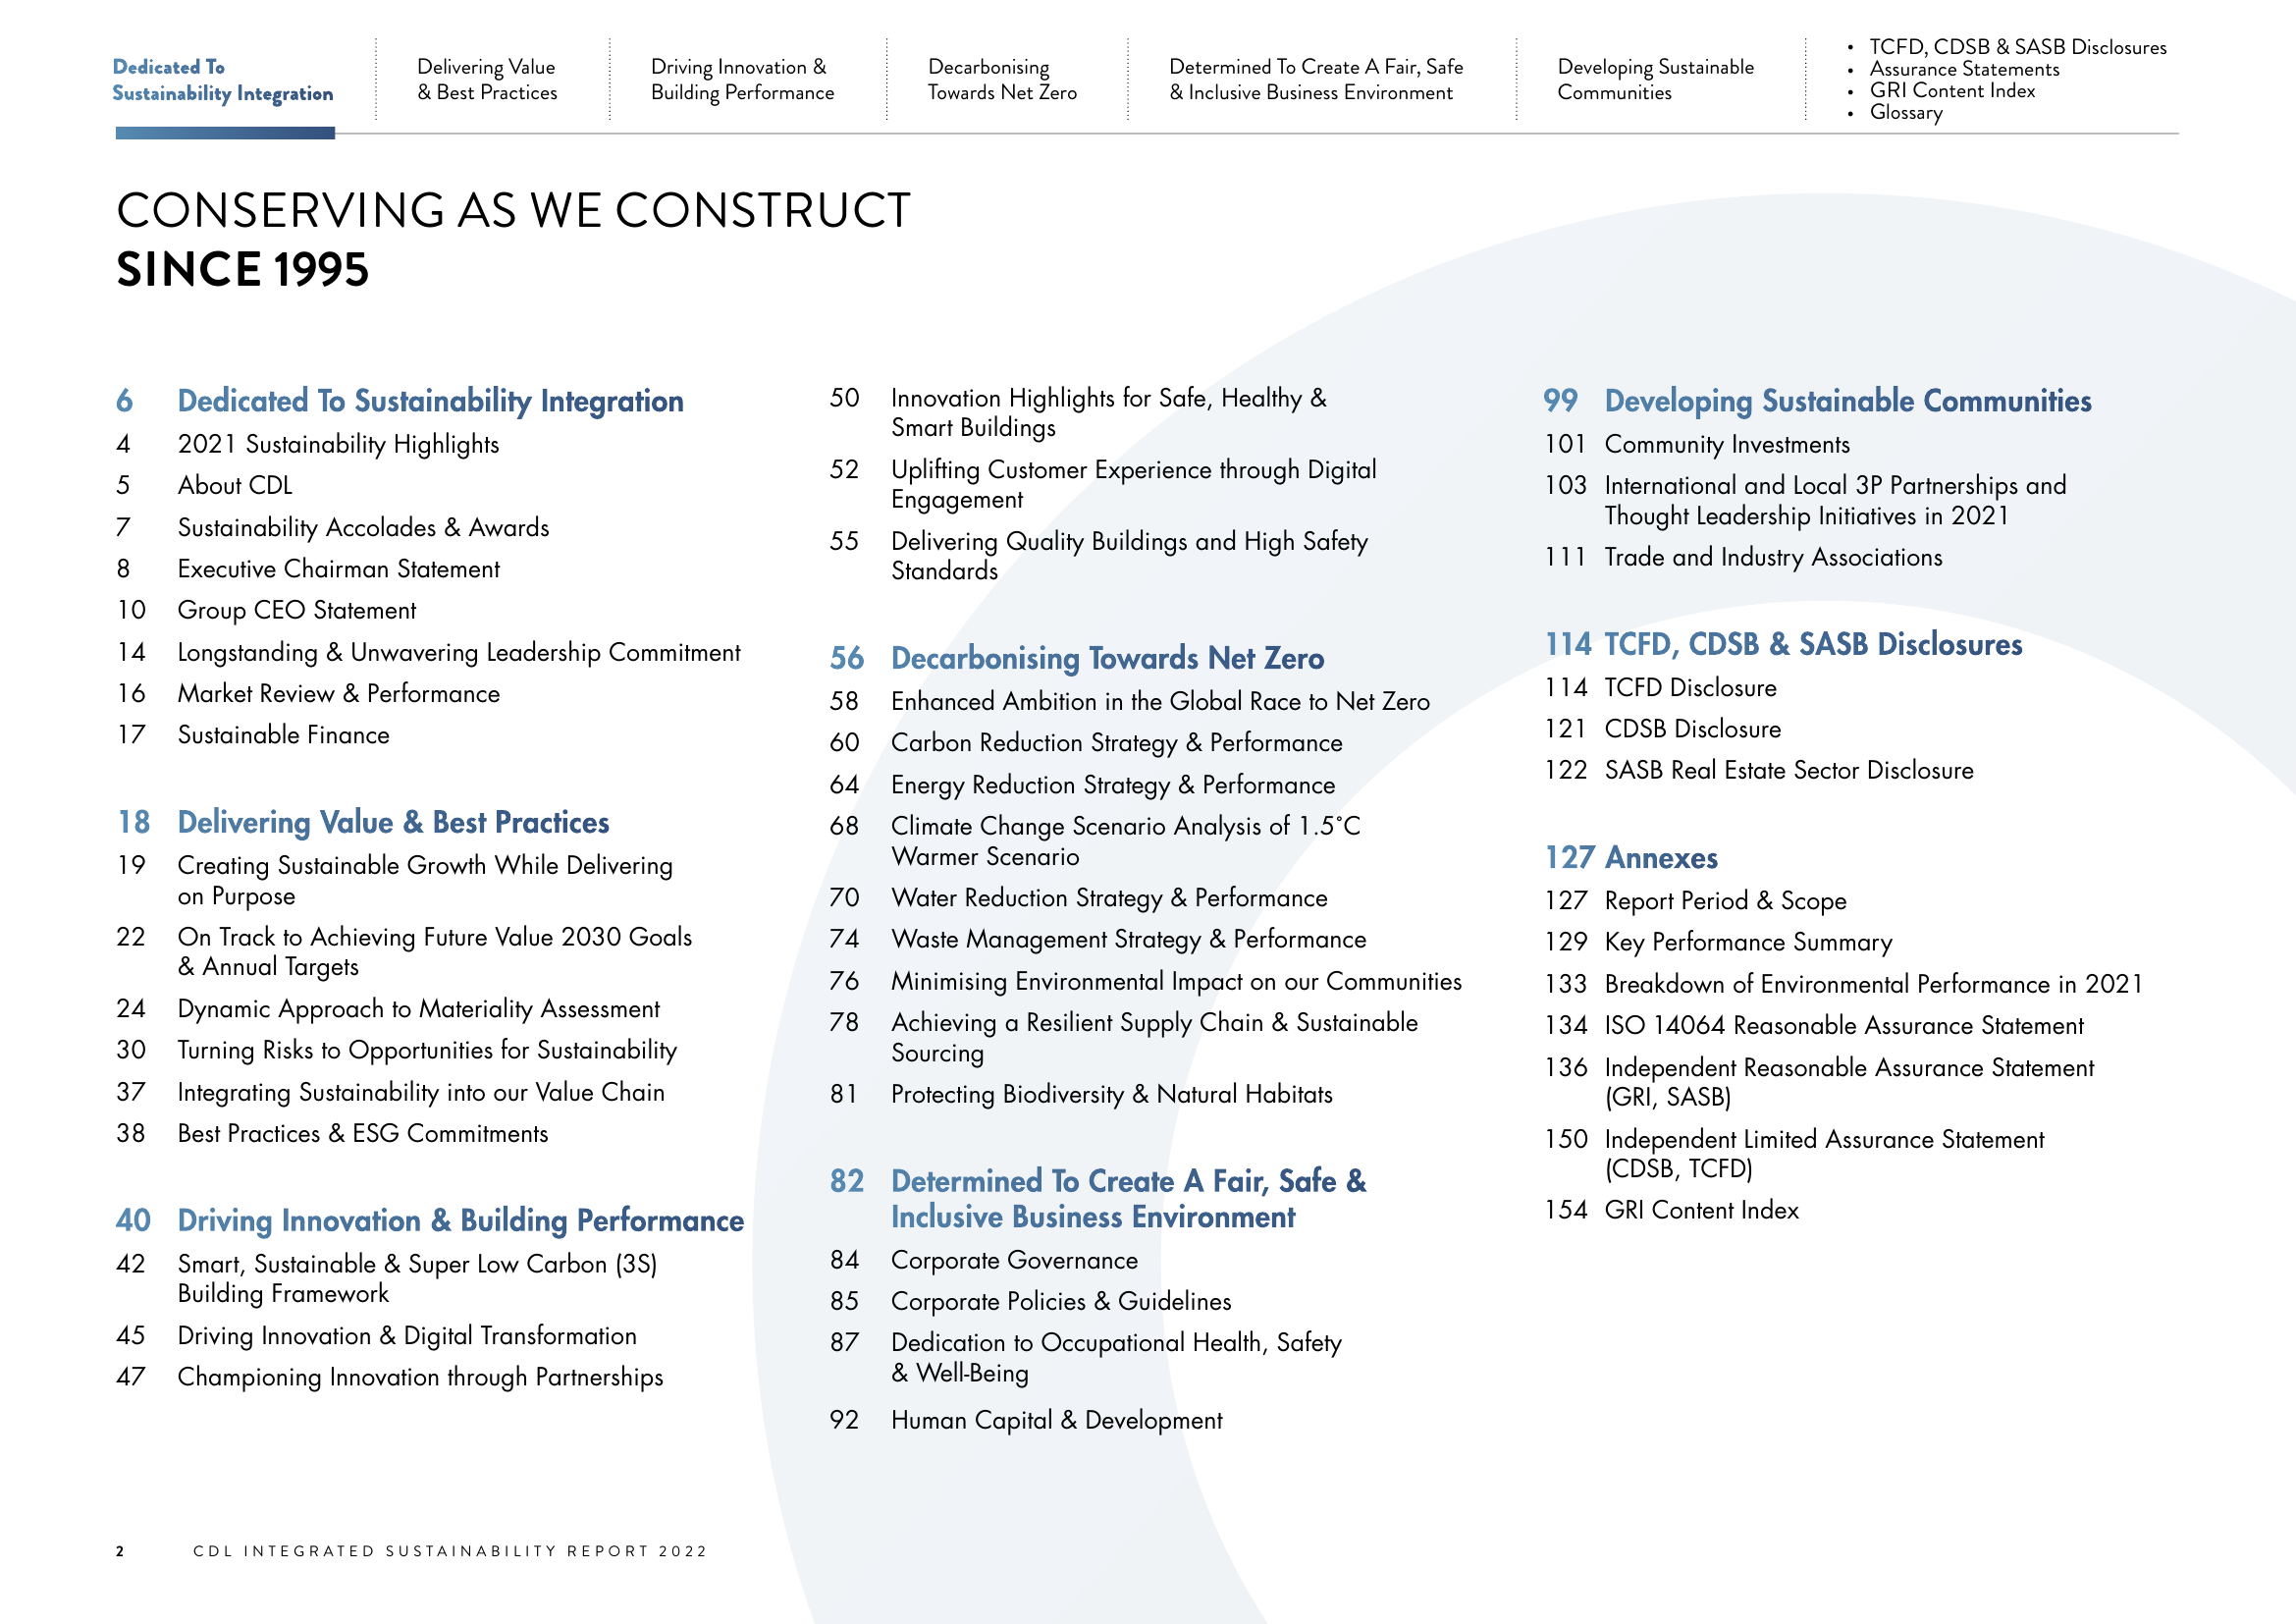 Dedicated To
Sustainability Integration
Delivering Value
& Best Practices
Driving Innovation &
Building Performance
Decarbonising
Towards Net Zero
Determined To Create A Fair, Safe
& Inclusive Business Environment
Developing Sustainable
Communities
• TCFD, CDSB & SASB Disclosures
• Assurance Statements
• GRI Content Index
• Glossary
CONSERVING AS WE CONSTRUCT
SINCE 1995
6 Dedicated To Sustainability Integration
4 2021 Sustainability Highlights
5 About CDL
7 Sustainability Accolades & Awards
8 Executive Chairman Statement
10 Group CEO Statement
14 Longstanding & Unwavering Leadership Commitment
16 Market Review & Performance
17 Sustainable Finance
18 Delivering Value & Best Practices
19 Creating Sustainable Growth While Delivering
on Purpose
22 On Track to Achieving Future Value 2030 Goals
& Annual Targets
24 Dynamic Approach to Materiality Assessment
30 Turning Risks to Opportunities for Sustainability
37 Integrating Sustainability into our Value Chain
38 Best Practices & ESG Commitments
40 Driving Innovation & Building Performance
42 Smart, Sustainable & Super Low Carbon (3S)
Building Framework
45 Driving Innovation & Digital Transformation
47 Championing Innovation through Partnerships
50 Innovation Highlights for Safe, Healthy &
Smart Buildings
52 Uplifting Customer Experience through Digital
Engagement
55 Delivering Quality Buildings and High Safety
Standards
56 Decarbonising Towards Net Zero
58 Enhanced Ambition in the Global Race to Net Zero
60 Carbon Reduction Strategy & Performance
64 Energy Reduction Strategy & Performance
68 Climate Change Scenario Analysis of 1.5˚C
Warmer Scenario
70 Water Reduction Strategy & Performance
74 Waste Management Strategy & Performance
76 Minimising Environmental Impact on our Communities
78 Achieving a Resilient Supply Chain & Sustainable
Sourcing
81 Protecting Biodiversity & Natural Habitats
82 Determined To Create A Fair, Safe &
Inclusive Business Environment
84 Corporate Governance
85 Corporate Policies & Guidelines
87 Dedication to Occupational Health, Safety
& Well-Being
92 Human Capital & Development
99 Developing Sustainable Communities
101 Community Investments
103 International and Local 3P Partnerships and
Thought Leadership Initiatives in 2021
111 Trade and Industry Associations
114 TCFD, CDSB & SASB Disclosures
114 TCFD Disclosure
121 CDSB Disclosure
122 SASB Real Estate Sector Disclosure
127 Annexes
127 Report Period & Scope
129 Key Performance Summary
133 Breakdown of Environmental Performance in 2021
134 ISO 14064 Reasonable Assurance Statement
136 Independent Reasonable Assurance Statement
(GRI, SASB)
150 Independent Limited Assurance Statement
(CDSB, TCFD)
154 GRI Content Index
2 CDL INTEGRATED SUSTAINABILITY REPORT 2022